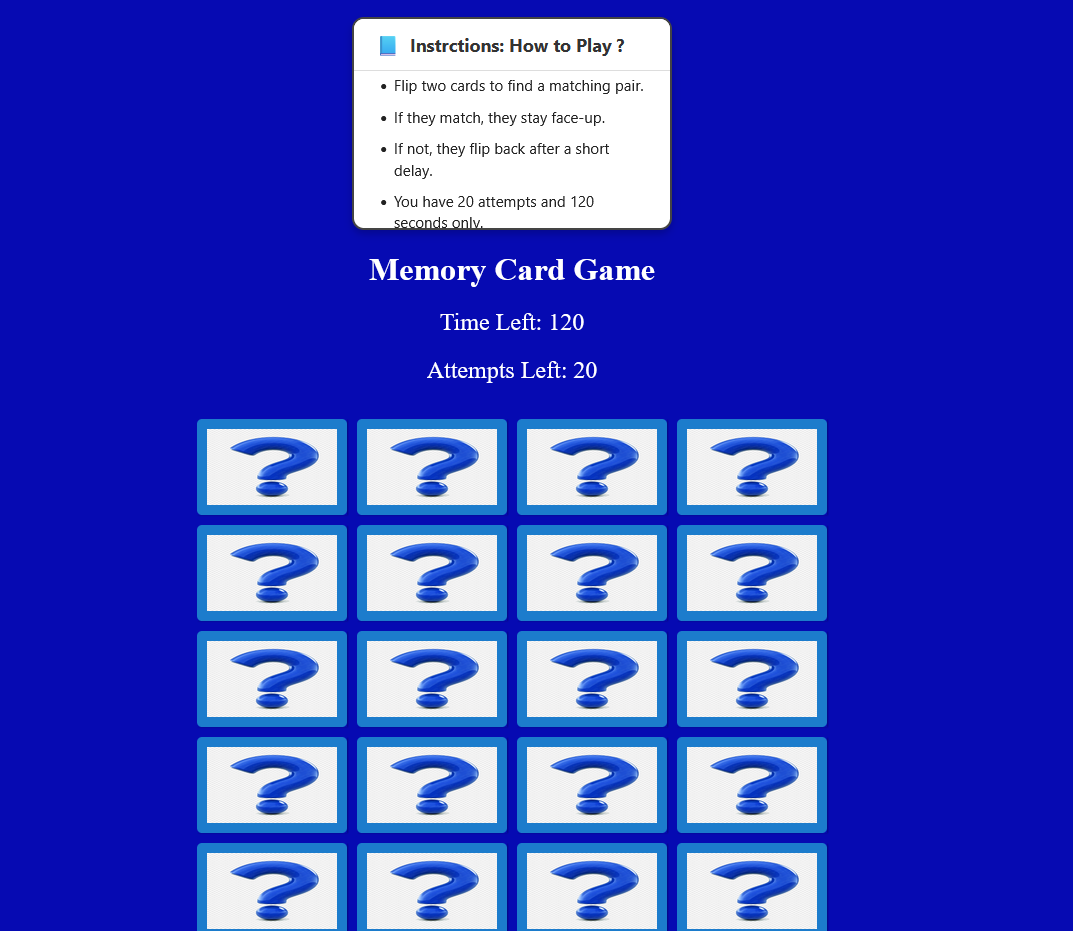 Instrctions: How to Play ?
Flip two cards to find a matching pair.
If they match, they stay face-up.
If not, they flip back after a short
delay.
You have 20 attempts and 120
seconds only.
Memory Card Game
Time Left: 120
Attempts Left: 20
? ? ? ?
? ? ? ?
? ? ? ?
? ? ? ?
? ? ? ?